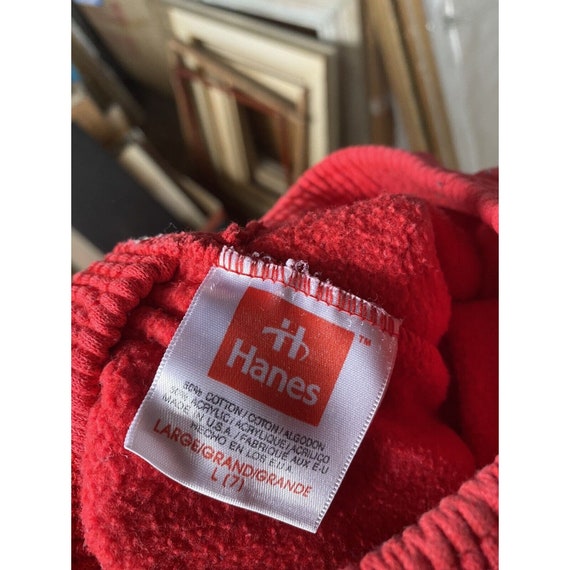 TM
Hanes
50% COTTON/COTON/ALGODON
50% ACRYLIC/ACRYLIQUE/ACRILICO
MADE IN U.S.A./FABRIQUE AUX E-U
HECHO EN LOS E.U.A.
LARGE/GRAND/GRANDE
L (7)